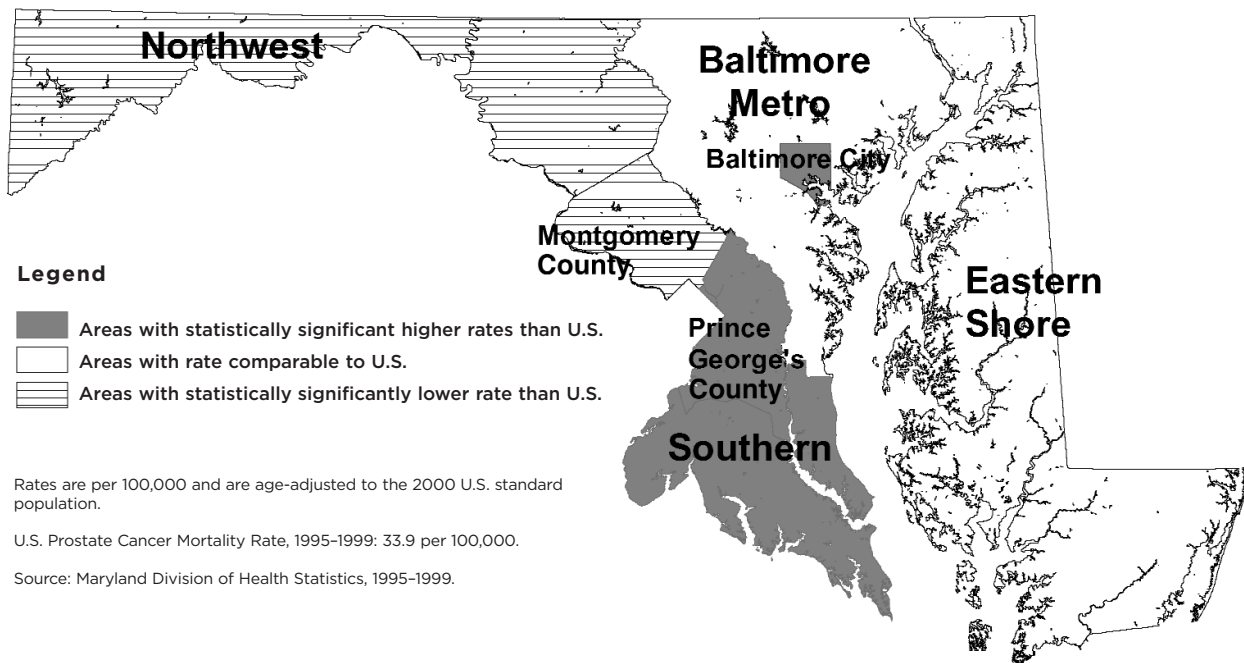 Northwest
Baltimore
Metro
Baltimore City
Montgomery
County
Eastern
Shore
Prince
George's
County
Southern
Legend
Areas with statistically significant higher rates than U.S.
Areas with rate comparable to U.S.
Areas with statistically significantly lower rate than U.S.
Rates are per 100,000 and are age-adjusted to the 2000 U.S. standard
population.
U.S. Prostate Cancer Mortality Rate, 1995–1999: 33.9 per 100,000.
Source: Maryland Division of Health Statistics, 1995–1999.